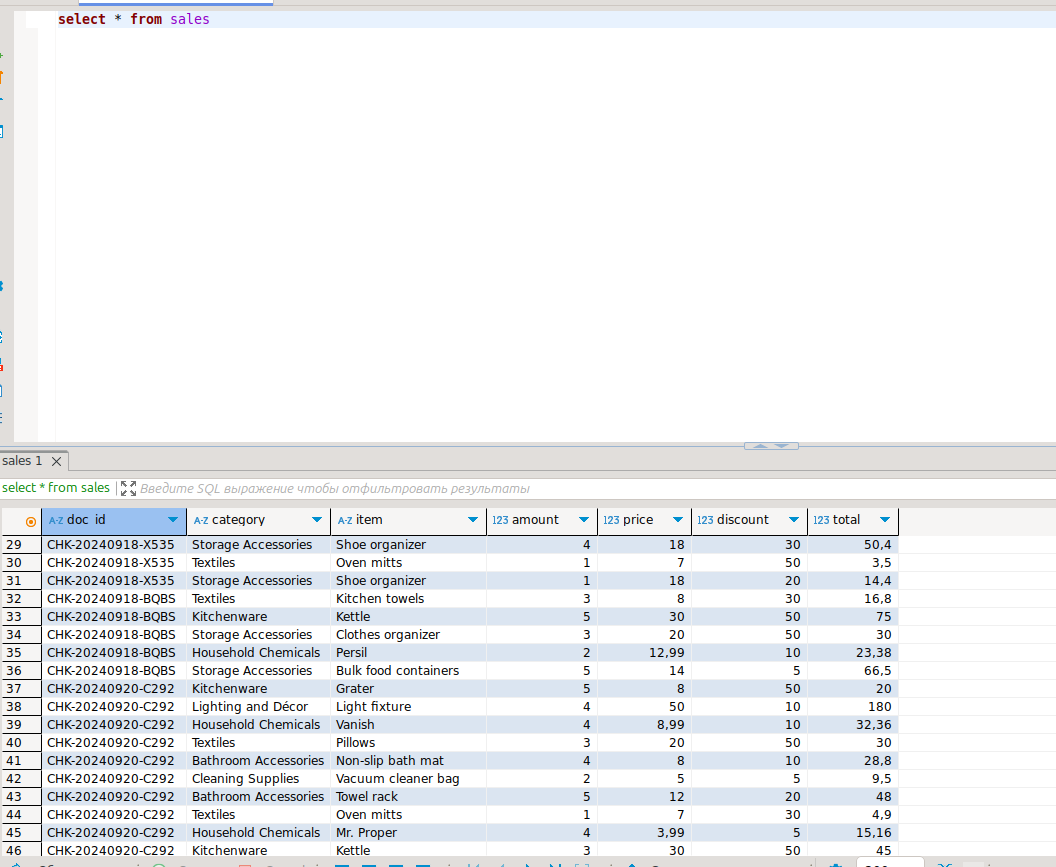 select * from sales
sales 1
select * from sales Введите SQL выражение чтобы отфильтровать результаты
A-Z doc_id A-Z category A-Z item 123 amount 123 price 123 discount 123 total
29 CHK-20240918-X535 Storage Accessories Shoe organizer 4 18 30 50,4
30 CHK-20240918-X535 Textiles Oven mitts 1 7 50 3,5
31 CHK-20240918-X535 Storage Accessories Shoe organizer 1 18 20 14,4
32 CHK-20240918-BQBS Textiles Kitchen towels 3 8 30 16,8
33 CHK-20240918-BQBS Kitchenware Kettle 5 30 50 75
34 CHK-20240918-BQBS Storage Accessories Clothes organizer 3 20 50 30
35 CHK-20240918-BQBS Household Chemicals Persil 2 12,99 10 23,38
36 CHK-20240918-BQBS Storage Accessories Bulk food containers 5 14 5 66,5
37 CHK-20240920-C292 Kitchenware Grater 5 8 50 20
38 CHK-20240920-C292 Lighting and Décor Light fixture 4 50 10 180
39 CHK-20240920-C292 Household Chemicals Vanish 4 8,99 10 32,36
40 CHK-20240920-C292 Textiles Pillows 3 20 50 30
41 CHK-20240920-C292 Bathroom Accessories Non-slip bath mat 4 8 10 28,8
42 CHK-20240920-C292 Cleaning Supplies Vacuum cleaner bag 2 5 5 9,5
43 CHK-20240920-C292 Bathroom Accessories Towel rack 5 12 20 48
44 CHK-20240920-C292 Textiles Oven mitts 1 7 30 4,9
45 CHK-20240920-C292 Household Chemicals Mr. Proper 4 3,99 5 15,16
46 CHK-20240920-C292 Kitchenware Kettle 3 30 50 45